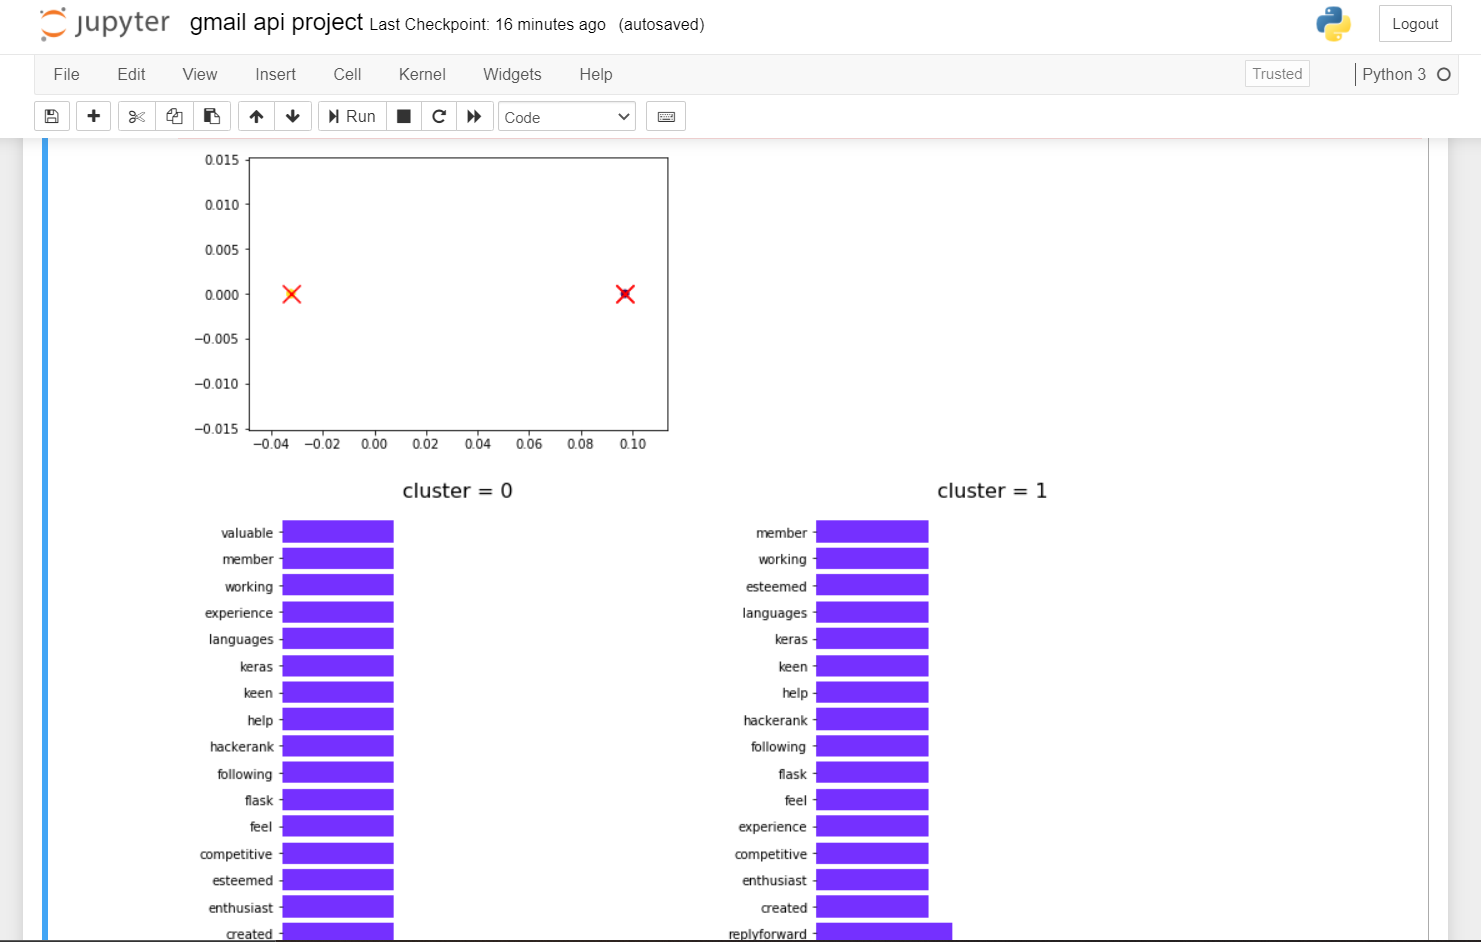 jupyter gmail api project Last Checkpoint: 16 minutes ago (autosaved) Logout
File Edit View Insert Cell Kernel Widgets Help Trusted Python 3
Run Code
0.015
0.010
0.005
0.000
−0.005
−0.010
−0.015
−0.04 −0.02 0.00 0.02 0.04 0.06 0.08 0.10
cluster = 0
valuable
member
working
experience
languages
keras
keen
help
hackerank
following
flask
feel
competitive
esteemed
enthusiast
created
cluster = 1
member
working
esteemed
languages
keras
keen
help
hackerank
following
flask
feel
experience
competitive
enthusiast
created
replyforward